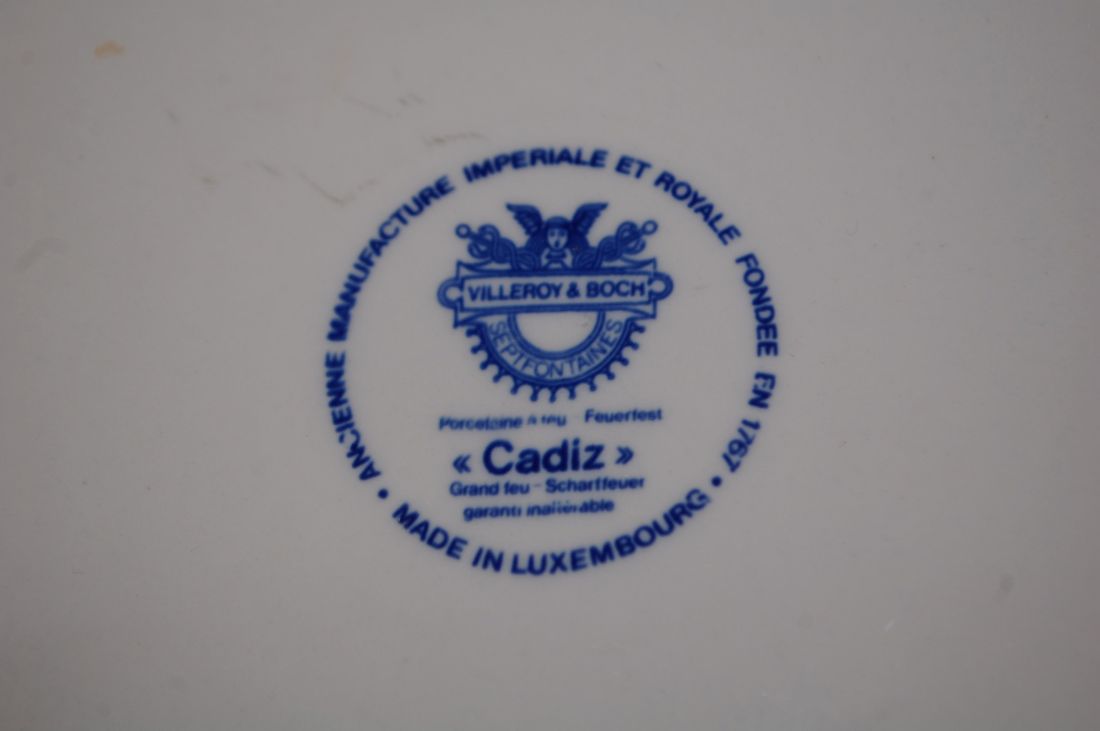 ANCIENNE MANUFACTURE IMPERIALE ET ROYALE FONDEE EN 1767
VILLEROY & BOCH
SEPTFONTAINES
Porcelaine à feu - Feuerfest
« Cadiz »
Grand feu - Scharffeuer
garanti inaltérable
• MADE IN LUXEMBOURG •